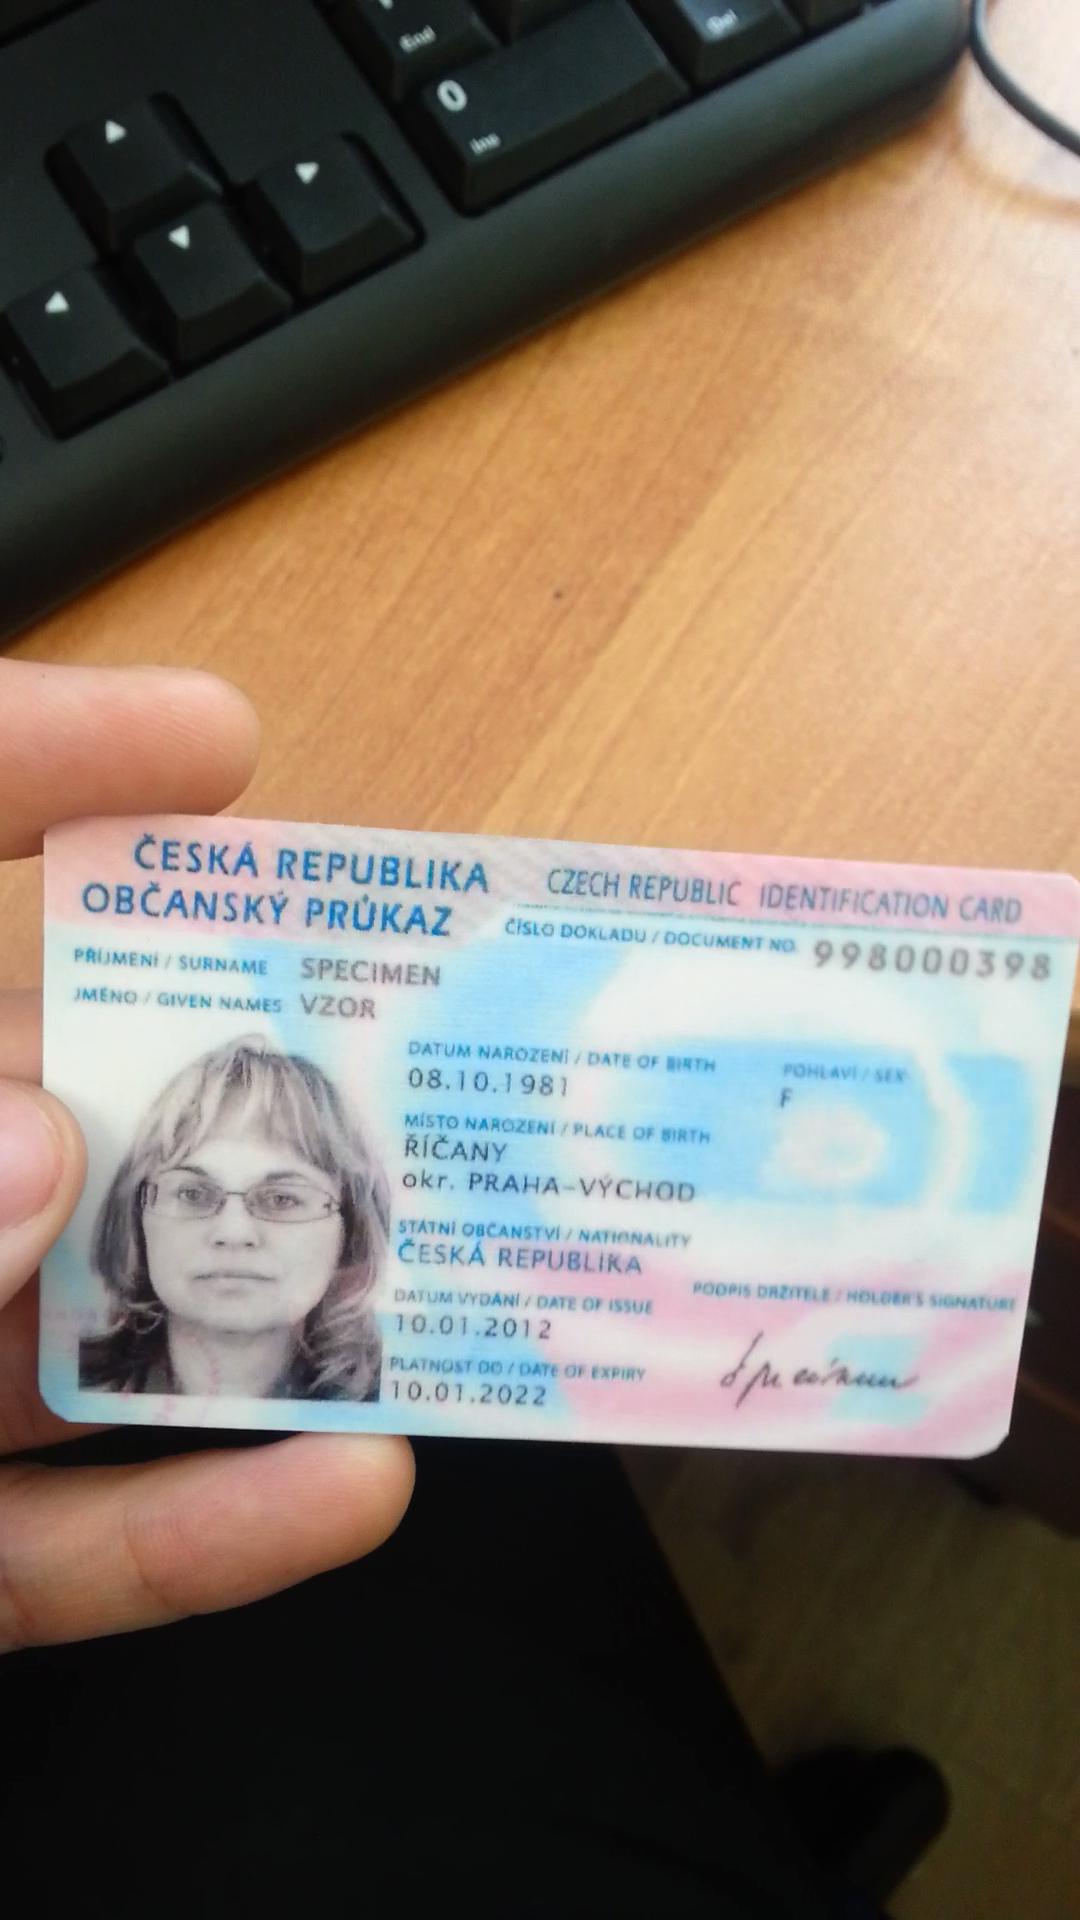 End
Del
0
Ins
ČESKÁ REPUBLIKA
OBČANSKÝ PRŮKAZ
CZECH REPUBLIC IDENTIFICATION CARD
ČÍSLO DOKLADU / DOCUMENT NO. 998000398
PŘÍJMENÍ / SURNAME SPECIMEN
JMÉNO / GIVEN NAMES VZOR
DATUM NAROZENÍ / DATE OF BIRTH
08.10.1981
POHLAVÍ / SEX
F
MÍSTO NAROZENÍ / PLACE OF BIRTH
ŘÍČANY
okr. PRAHA-VÝCHOD
STÁTNÍ OBČANSTVÍ / NATIONALITY
ČESKÁ REPUBLIKA
DATUM VYDÁNÍ / DATE OF ISSUE
10.01.2012
PLATNOST DO / DATE OF EXPIRY
10.01.2022
PODPIS DRŽITELE / HOLDER'S SIGNATURE
Specimen